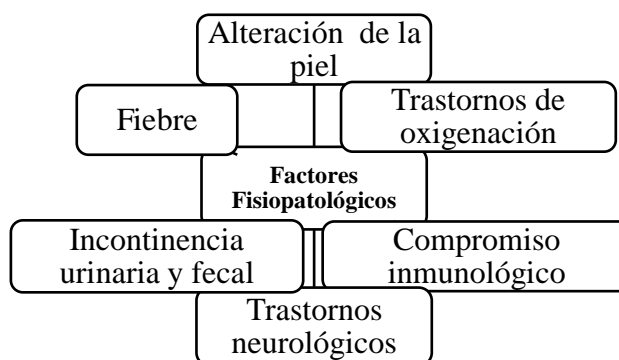 Alteración de la
piel
Fiebre
Trastornos de
oxigenación
Factores
Fisiopatológicos
Incontinencia
urinaria y fecal
Compromiso
inmunológico
Trastornos
neurológicos